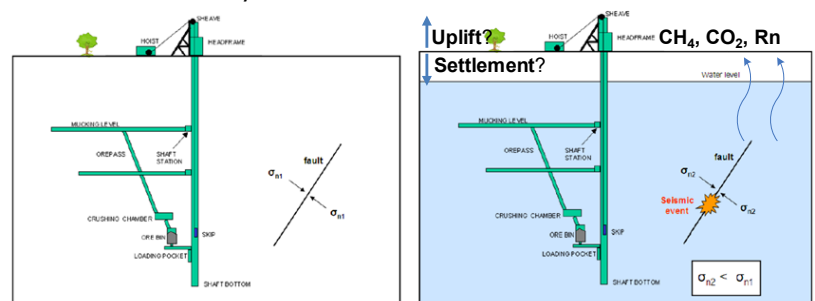 SHEAVE
HOIST
HEADFRAME
MUCKING LEVEL
OREPASS
SHAFT
STATION
fault
σn1
σn1
CRUSHING CHAMBER
ORE BIN
SKIP
LOADING POCKET
SHAFT BOTTOM
SHEAVE
Uplift?
HOIST
HEADFRAME
CH₄, CO₂, Rn
Settlement?
Water level
MUCKING LEVEL
OREPASS
SHAFT
STATION
fault
σn2
Seismic
event
σn2
CRUSHING CHAMBER
ORE BIN
SKIP
LOADING POCKET
σn2 < σn1
SHAFT BOTTOM